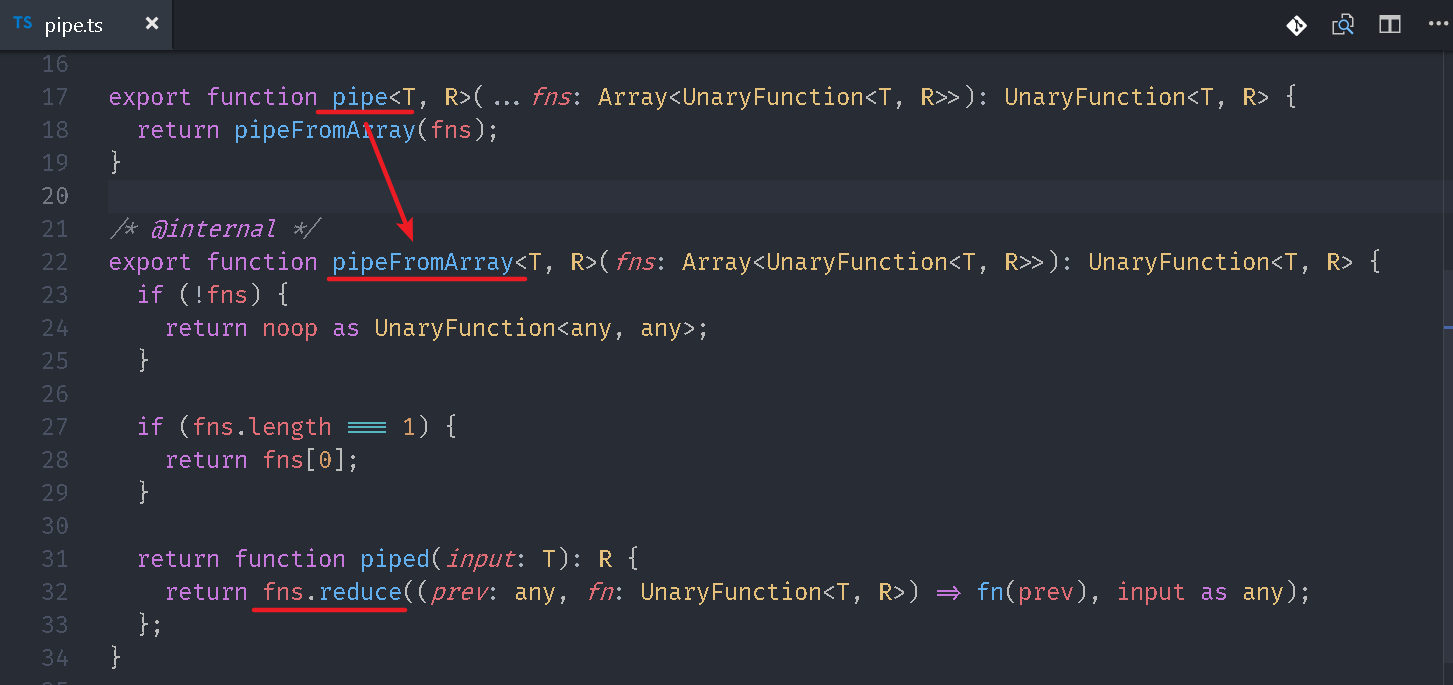 TS pipe.ts ×
16
17 export function pipe<T, R>(...fns: Array<UnaryFunction<T, R>>): UnaryFunction<T, R> {
18   return pipeFromArray(fns);
19 }
20
21 /* @internal */
22 export function pipeFromArray<T, R>(fns: Array<UnaryFunction<T, R>>): UnaryFunction<T, R> {
23   if (!fns) {
24     return noop as UnaryFunction<any, any>;
25   }
26
27   if (fns.length === 1) {
28     return fns[0];
29   }
30
31   return function piped(input: T): R {
32     return fns.reduce((prev: any, fn: UnaryFunction<T, R>) => fn(prev), input as any);
33   };
34 }